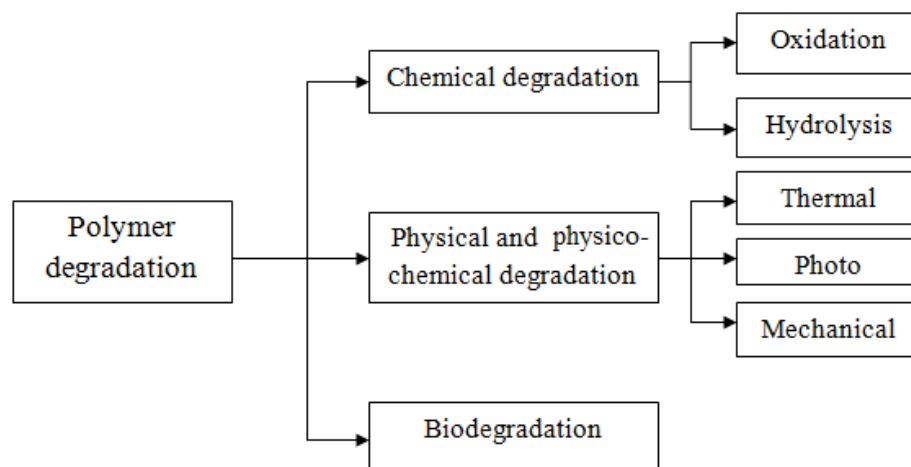 Oxidation
Chemical degradation
Hydrolysis
Thermal
Polymer
degradation
Physical and physico-
chemical degradation
Photo
Mechanical
Biodegradation